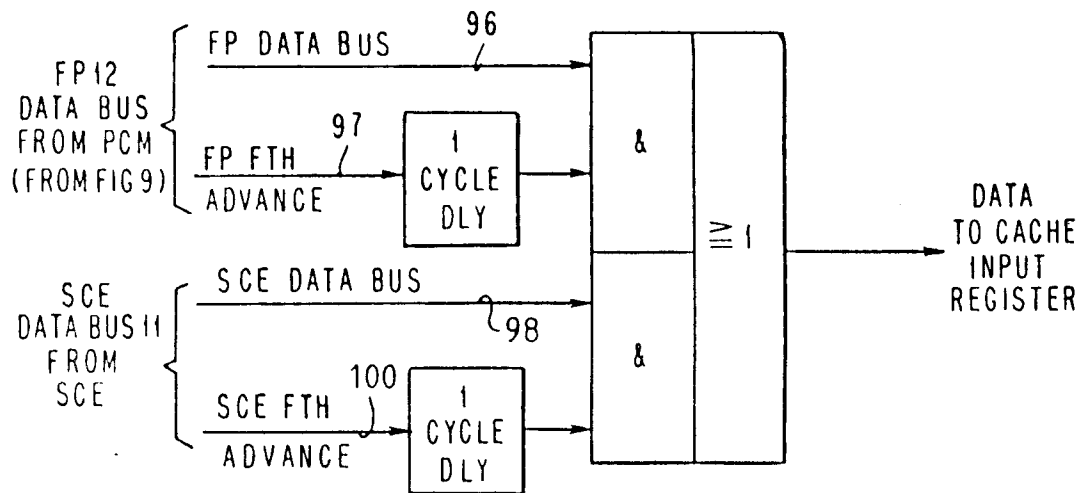 96
FP DATA BUS
FP12
DATA BUS
FROM PCM
(FROM FIG 9)
97
FP FTH
ADVANCE
1
CYCLE
DLY
&
≥ 1
DATA
TO CACHE
INPUT
REGISTER
SCE
DATA BUS 11
FROM
SCE
SCE DATA BUS
98
&
100
SCE FTH
ADVANCE
1
CYCLE
DLY